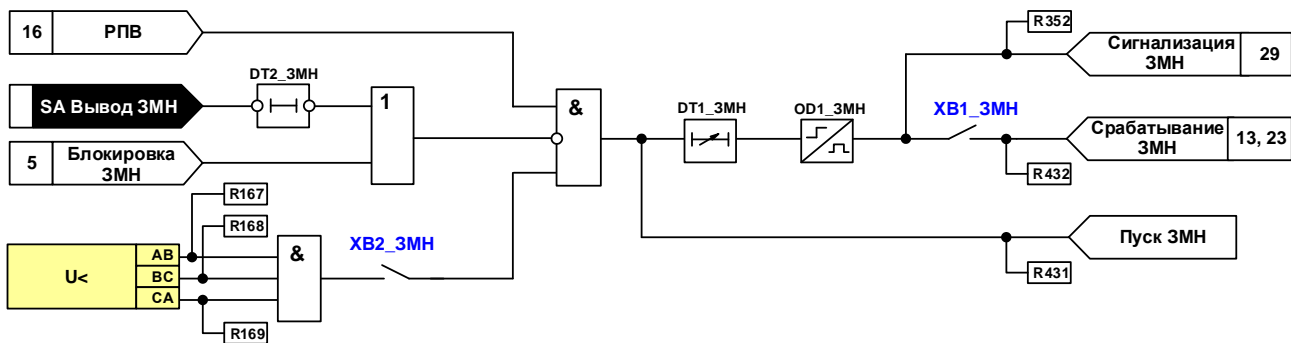 16 РПВ
R352
Сигнализация
ЗМН
29
DT2_ЗМН
SA Вывод ЗМН
1
&
DT1_ЗМН
OD1_ЗМН
XB1_ЗМН
Срабатывание
ЗМН
13, 23
5
Блокировка
ЗМН
R432
R167
R168
XB2_ЗМН
Пуск ЗМН
U<
AB
BC
CA
&
R431
R169